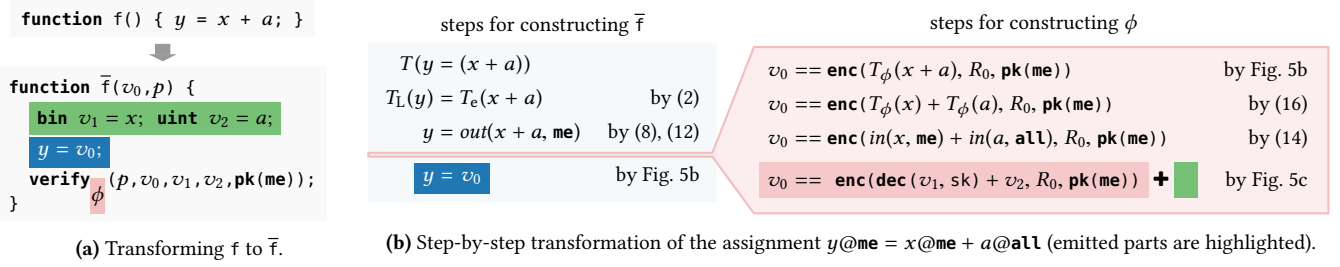 function f() { y = x + a; }
function f̅(v₀,p) {
bin v₁ = x; uint v₂ = a;
y = v₀;
verify_ϕ(p,v₀,v₁,v₂,pk(me));
}
(a) Transforming f to f̅.
steps for constructing f̅
T(y = (x + a))
T_L(y) = T_e(x + a) by (2)
y = out(x + a, me) by (8), (12)
y = v₀ by Fig. 5b
steps for constructing ϕ
v₀ == enc(T_ϕ(x + a), R₀, pk(me)) by Fig. 5b
v₀ == enc(T_ϕ(x) + T_ϕ(a), R₀, pk(me)) by (16)
v₀ == enc(in(x, me) + in(a, all), R₀, pk(me)) by (14)
v₀ == enc(dec(v₁, sk) + v₂, R₀, pk(me)) + by Fig. 5c
(b) Step-by-step transformation of the assignment y@me = x@me + a@all (emitted parts are highlighted).